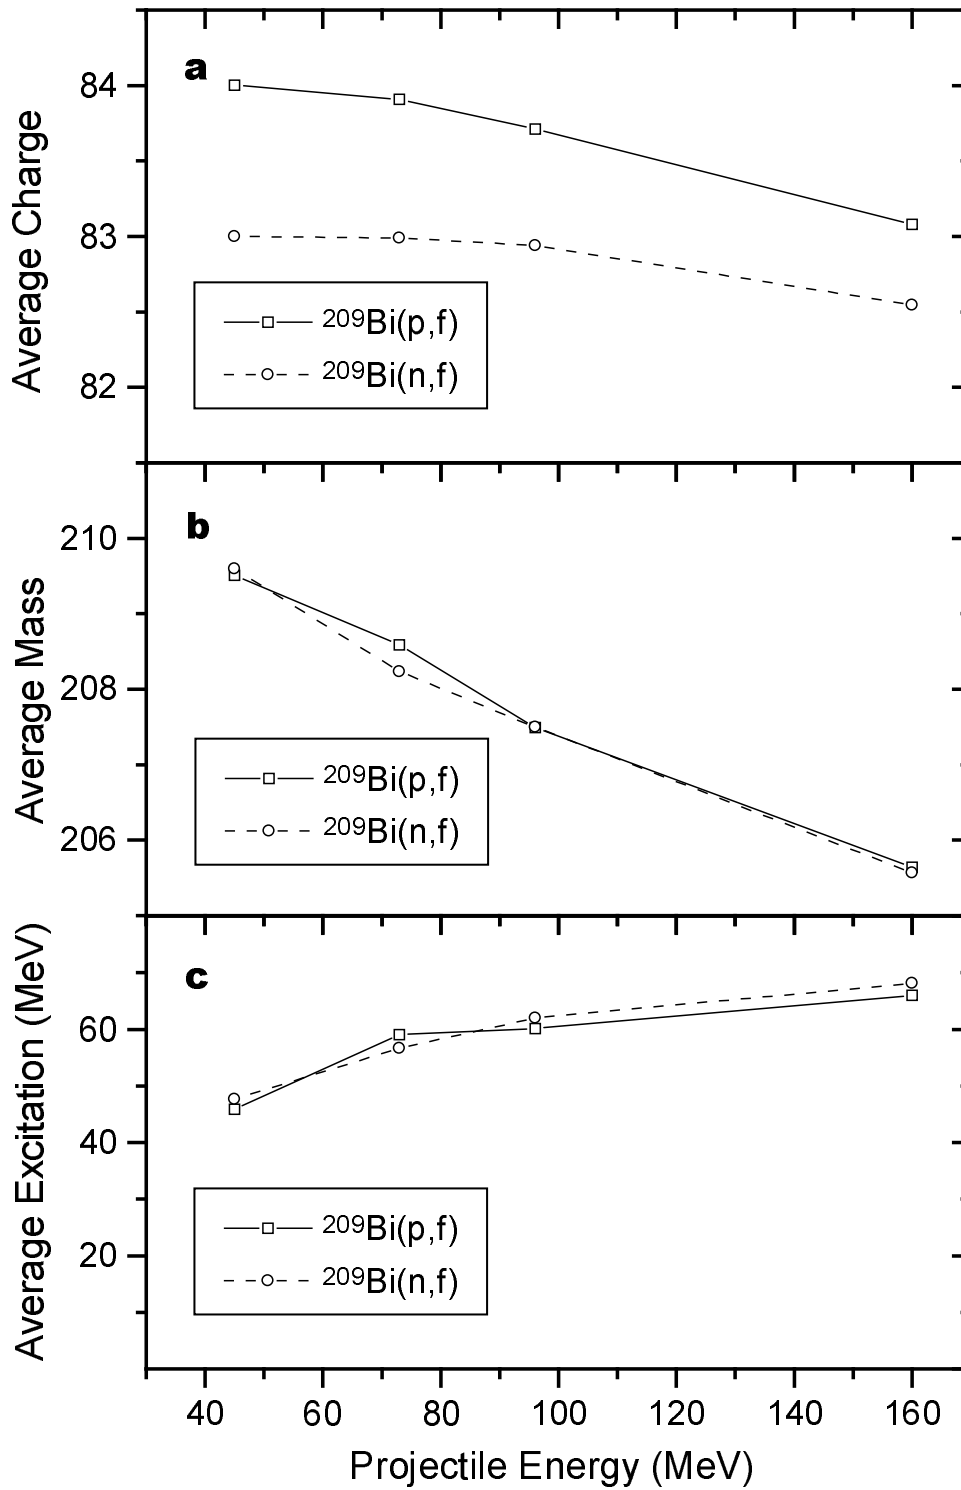 a
84
83
82
Average Charge
²⁰⁹Bi(p,f)
²⁰⁹Bi(n,f)
b
210
208
206
Average Mass
²⁰⁹Bi(p,f)
²⁰⁹Bi(n,f)
c
60
40
20
Average Excitation (MeV)
²⁰⁹Bi(p,f)
²⁰⁹Bi(n,f)
40 60 80 100 120 140 160
Projectile Energy (MeV)